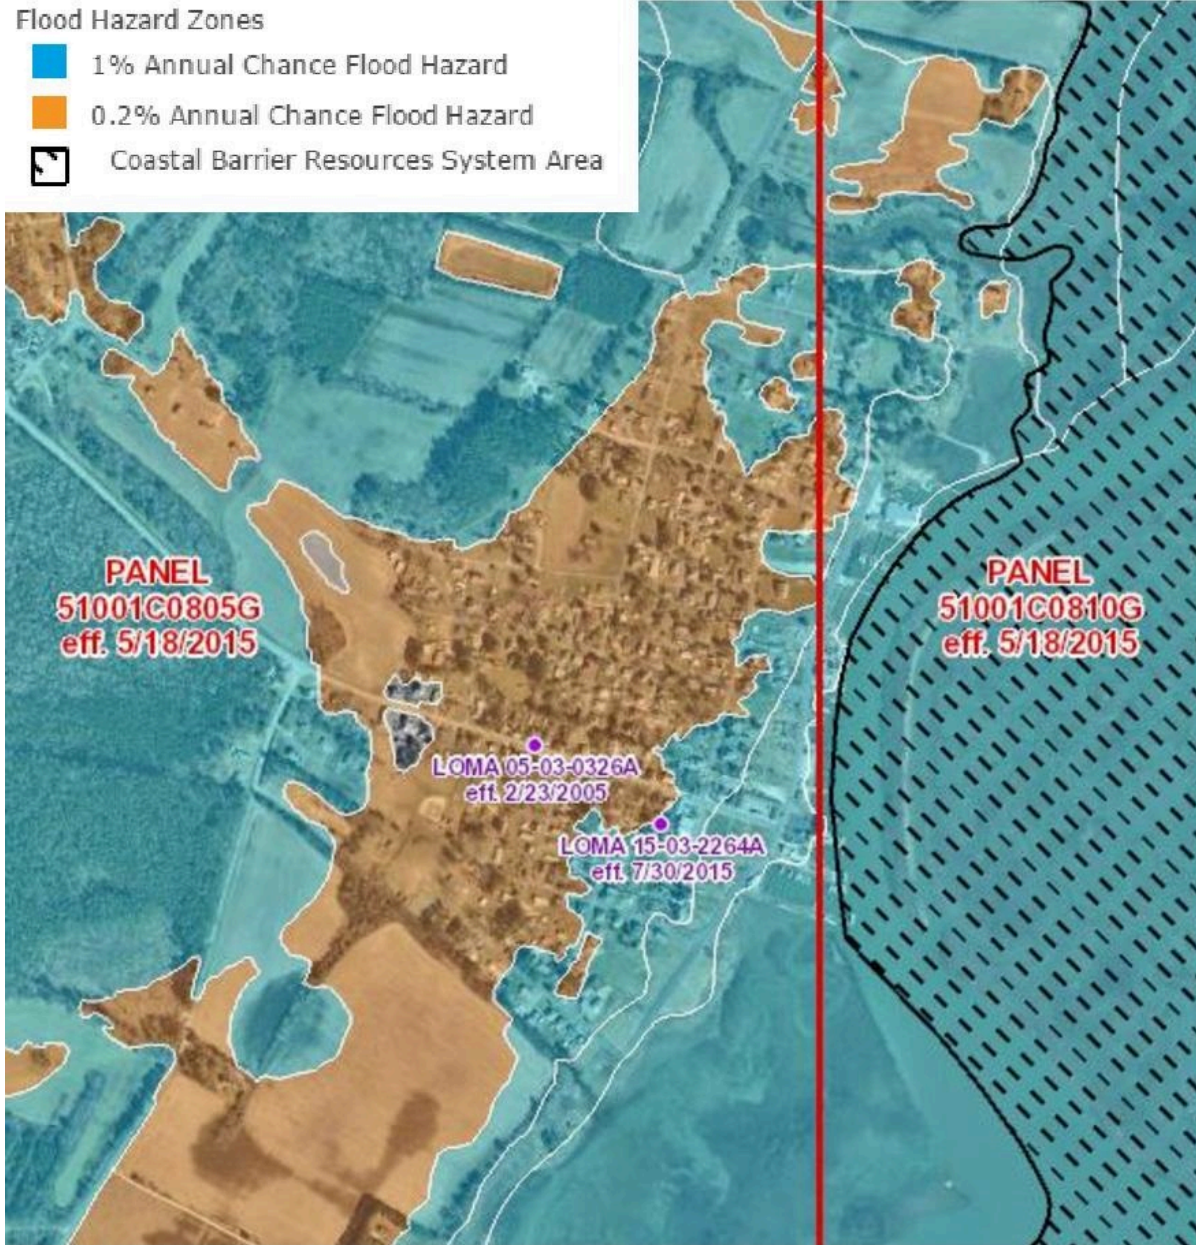 Flood Hazard Zones
1% Annual Chance Flood Hazard
0.2% Annual Chance Flood Hazard
Coastal Barrier Resources System Area
PANEL
51001C0805G
eff. 5/18/2015
PANEL
51001C0810G
eff. 5/18/2015
LOMA 05-03-0326A
eff. 2/23/2005
LOMA 15-03-2264A
eff. 7/30/2015